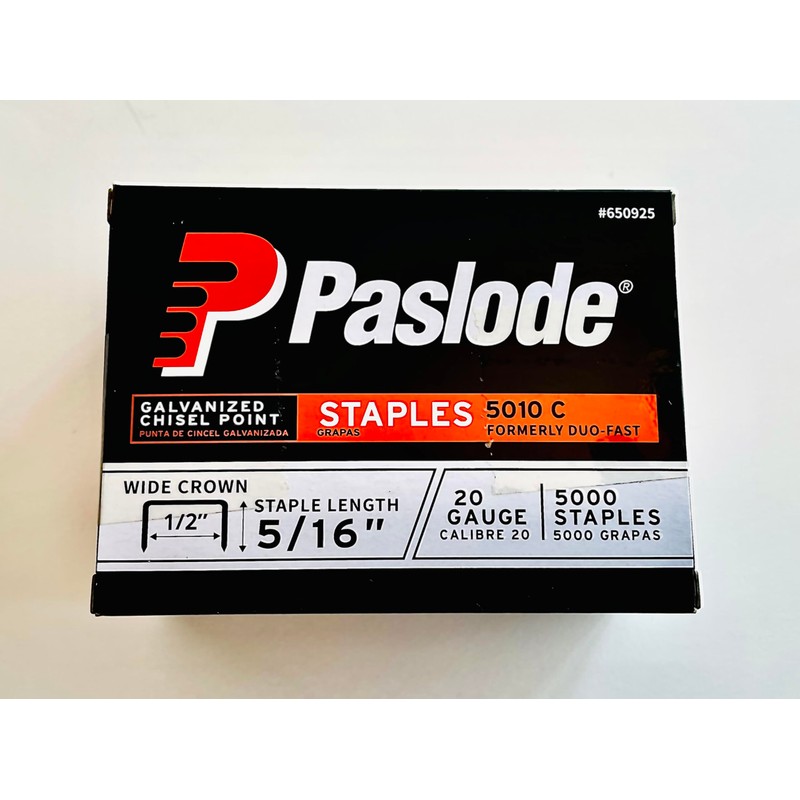 #650925
Paslode®
GALVANIZED
CHISEL POINT
PUNTA DE CINCEL GALVANIZADA
STAPLES
GRAPAS
5010 C
FORMERLY DUO-FAST
WIDE CROWN
1/2"
STAPLE LENGTH
5/16"
20
GAUGE
CALIBRE 20
5000
STAPLES
5000 GRAPAS